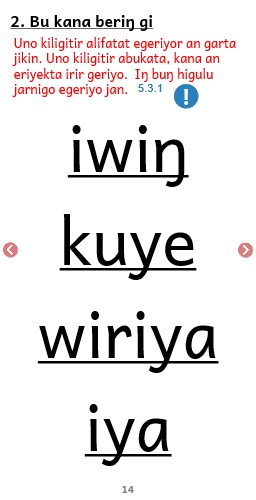 2. Bu kana beriŋ gi
Uno kiligitir alifatat egeriyor an garta
jikin. Uno kiligitir abukata, kana an
eriyekta irir geriyo. Iŋ buŋ higulu
jarnigo egeriyo jan. 5.3.1
!
iwiŋ
kuye
wiriya
iya
14